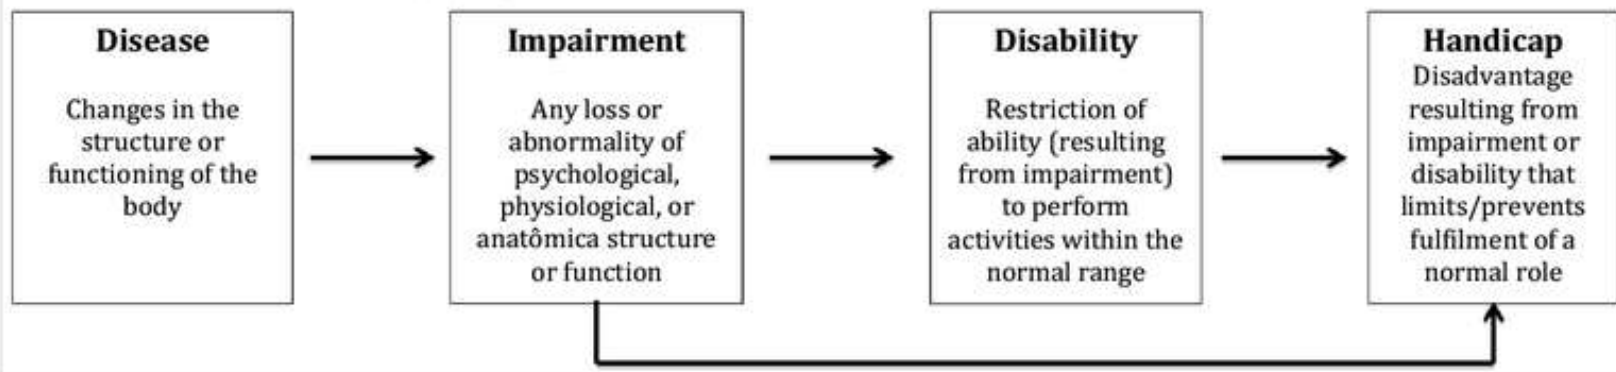 Disease
Changes in the
structure or
functioning of the
body
Impairment
Any loss or
abnormality of
psychological,
physiological, or
anatômica structure
or function
Disability
Restriction of
ability (resulting
from impairment)
to perform
activities within the
normal range
Handicap
Disadvantage
resulting from
impairment or
disability that
limits/prevents
fulfilment of a
normal role